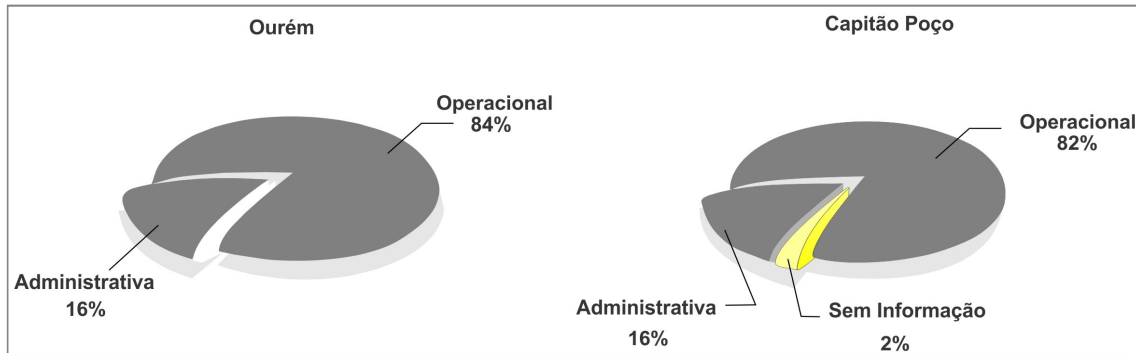 Ourém
Operacional
84%
Administrativa
16%
Capitão Poço
Operacional
82%
Administrativa
16%
Sem Informação
2%